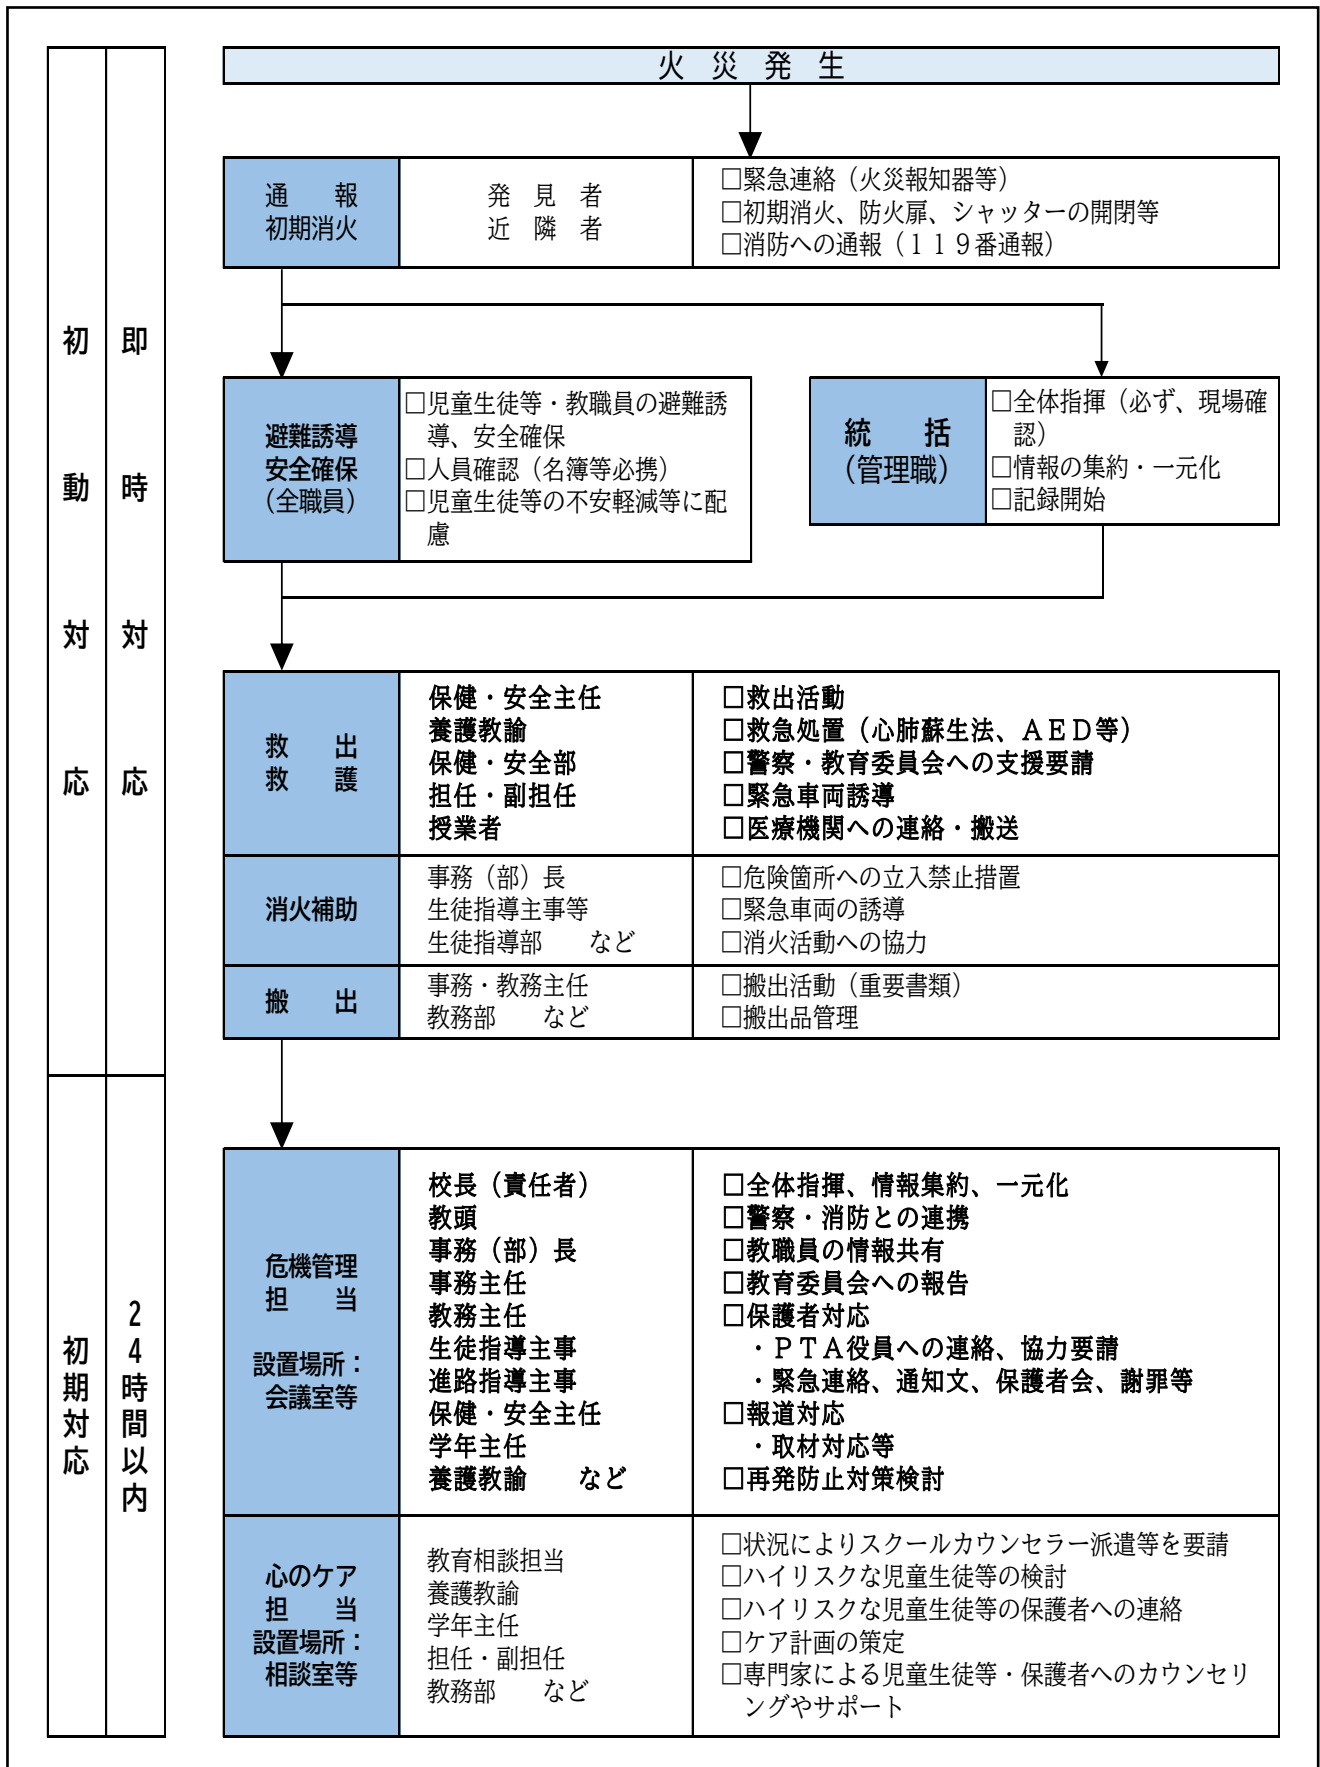 火　災　発　生
初動対応
即時対応
通　　報
初期消火
発　見　者
近　隣　者
□緊急連絡（火災報知器等）
□初期消火、防火扉、シャッターの開閉等
□消防への通報（１１９番通報）
避難誘導
安全確保
（全職員）
□児童生徒等・教職員の避難誘
導、安全確保
□人員確認（名簿等必携）
□児童生徒等の不安軽減等に配
慮
統　　括
（管理職）
□全体指揮（必ず、現場確
認）
□情報の集約・一元化
□記録開始
救　　出
救　　護
保健・安全主任
養護教諭
保健・安全部
担任・副担任
授業者
□救出活動
□救急処置（心肺蘇生法、ＡＥＤ等）
□警察・教育委員会への支援要請
□緊急車両誘導
□医療機関への連絡・搬送
消火補助
事務（部）長
生徒指導主事等
生徒指導部　　など
□危険箇所への立入禁止措置
□緊急車両の誘導
□消火活動への協力
搬　　出
事務・教務主任
教務部　　など
□搬出活動（重要書類）
□搬出品管理
初期対応
２４時間以内
危機管理
担　　当
設置場所：
会議室等
校長（責任者）
教頭
事務（部）長
事務主任
教務主任
生徒指導主事
進路指導主事
保健・安全主任
学年主任
養護教諭　　など
□全体指揮、情報集約、一元化
□警察・消防との連携
□教職員の情報共有
□教育委員会への報告
□保護者対応
・ＰＴＡ役員への連絡、協力要請
・緊急連絡、通知文、保護者会、謝罪等
□報道対応
・取材対応等
□再発防止対策検討
心のケア
担　　当
設置場所：
相談室等
教育相談担当
養護教諭
学年主任
担任・副担任
教務部　　など
□状況によりスクールカウンセラー派遣等を要請
□ハイリスクな児童生徒等の検討
□ハイリスクな児童生徒等の保護者への連絡
□ケア計画の策定
□専門家による児童生徒等・保護者へのカウンセリ
ングやサポート